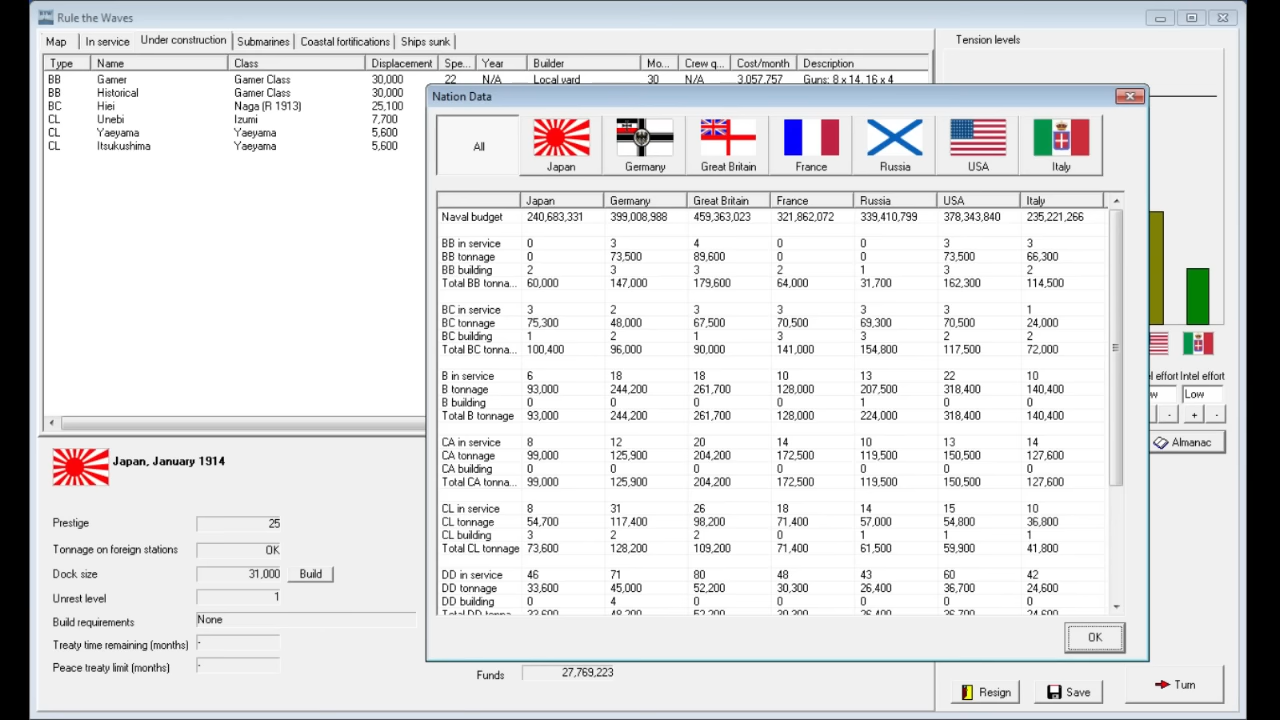 Rule the Waves
Map In service Under construction Submarines Coastal fortifications Ships sunk
Tension levels
Type Name Class Displacement Spe... Year Builder Mo... Crew q... Cost/month Description
BB Gamer Gamer Class 30,000 22 N/A Local yard 30 N/A 3,057,757 Guns: 8 x 14, 16 x 4
BB Historical Gamer Class 30,000
BC Hiei Naga (R 1913) 25,100
CL Unebi Izumi 7,700
CL Yaeyama Yaeyama 5,600
CL Itsukushima Yaeyama 5,600
Nation Data
All Japan Germany Great Britain France Russia USA Italy
Japan Germany Great Britain France Russia USA Italy
Naval budget 240,683,331 399,008,988 459,363,023 321,862,072 339,410,799 378,343,840 235,221,266
BB in service 0 3 4 0 0 3 3
BB tonnage 0 73,500 89,600 0 0 73,500 66,300
BB building 2 3 3 2 1 3 2
Total BB tonna... 60,000 147,000 179,600 64,000 31,700 162,300 114,500
BC in service 3 2 3 3 3 3 1
BC tonnage 75,300 48,000 67,500 70,500 69,300 70,500 24,000
BC building 1 2 1 3 3 2 2
Total BC tonna... 100,400 96,000 90,000 141,000 154,800 117,500 72,000
B in service 6 18 18 10 13 22 10
B tonnage 93,000 244,200 261,700 128,000 207,500 318,400 140,400
B building 0 0 0 0 1 0 0
Total B tonnage 93,000 244,200 261,700 128,000 224,000 318,400 140,400
CA in service 8 12 20 14 10 13 14
CA tonnage 99,000 125,900 204,200 172,500 119,500 150,500 127,600
CA building 0 0 0 0 0 0 0
Total CA tonna... 99,000 125,900 204,200 172,500 119,500 150,500 127,600
CL in service 8 31 26 18 14 15 10
CL tonnage 54,700 117,400 98,200 71,400 57,000 54,800 36,800
CL building 3 2 2 0 1 1 1
Total CL tonnage 73,600 128,200 109,200 71,400 61,500 59,900 41,800
DD in service 46 71 80 48 43 60 42
DD tonnage 33,600 45,000 52,200 30,300 26,400 36,700 24,600
DD building 0 4 0 0 0 0 0
Total DD tonna... 33,600 48,200 52,200 30,300 26,400 36,700 24,600
OK
Intel effort
Low
+ -
Almanac
Japan, January 1914
Prestige 25
Tonnage on foreign stations OK
Dock size 31,000 Build
Unrest level 1
Build requirements None
Treaty time remaining (months) -
Peace treaty limit (months) -
Funds 27,769,223
Resign Save Turn